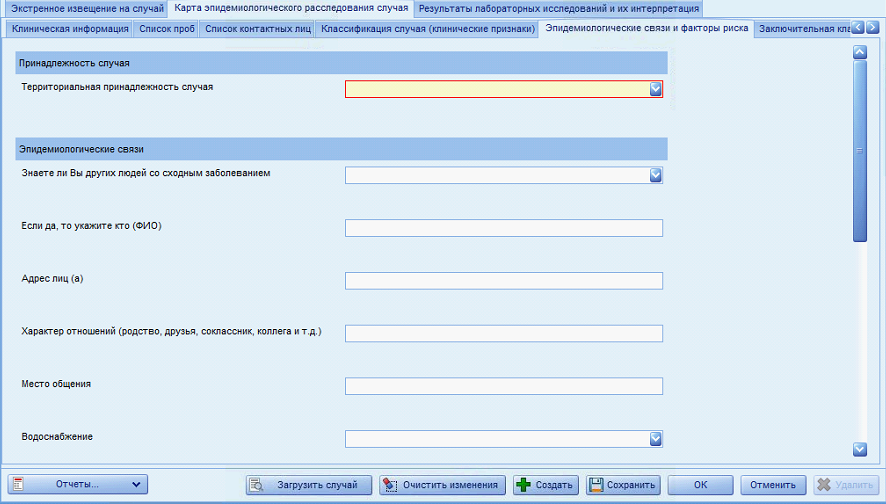 Экстренное извещение на случай Карта эпидемиологического расследования случая Результаты лабораторных исследований и их интерпретация
Клиническая информация Список проб Список контактных лиц Классификация случая (клинические признаки) Эпидемиологические связи и факторы риска Заключительная кла
Принадлежность случая
Территориальная принадлежность случая
Эпидемиологические связи
Знаете ли Вы других людей со сходным заболеванием
Если да, то укажите кто (ФИО)
Адрес лиц (а)
Характер отношений (родство, друзья, соклассник, коллега и т.д.)
Место общения
Водоснабжение
Отчеты... Загрузить случай Очистить изменения Создать Сохранить ОК Отменить Удалить